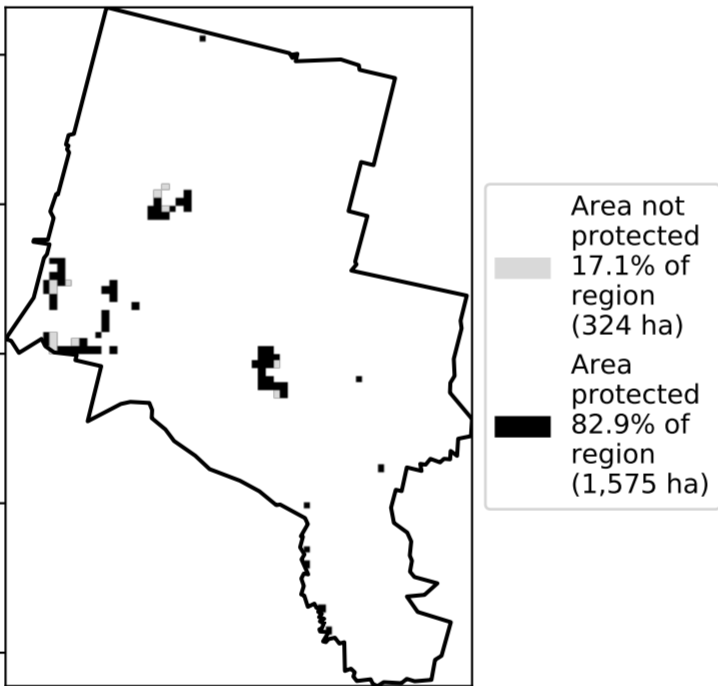 Area not
protected
17.1% of
region
(324 ha)
Area
protected
82.9% of
region
(1,575 ha)